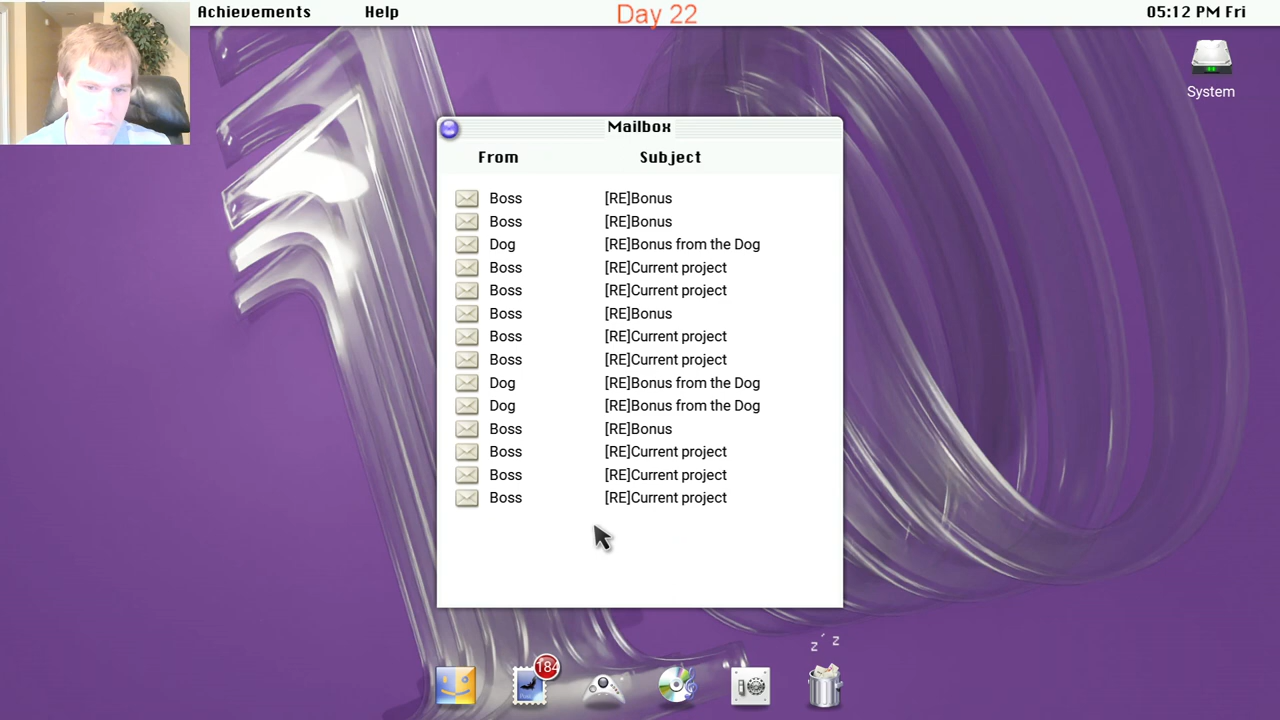 Achievements Help Day 22 05:12 PM Fri
System
Mailbox
From Subject
Boss [RE]Bonus
Boss [RE]Bonus
Dog [RE]Bonus from the Dog
Boss [RE]Current project
Boss [RE]Current project
Boss [RE]Bonus
Boss [RE]Current project
Boss [RE]Current project
Dog [RE]Bonus from the Dog
Dog [RE]Bonus from the Dog
Boss [RE]Bonus
Boss [RE]Current project
Boss [RE]Current project
Boss [RE]Current project
z z
184